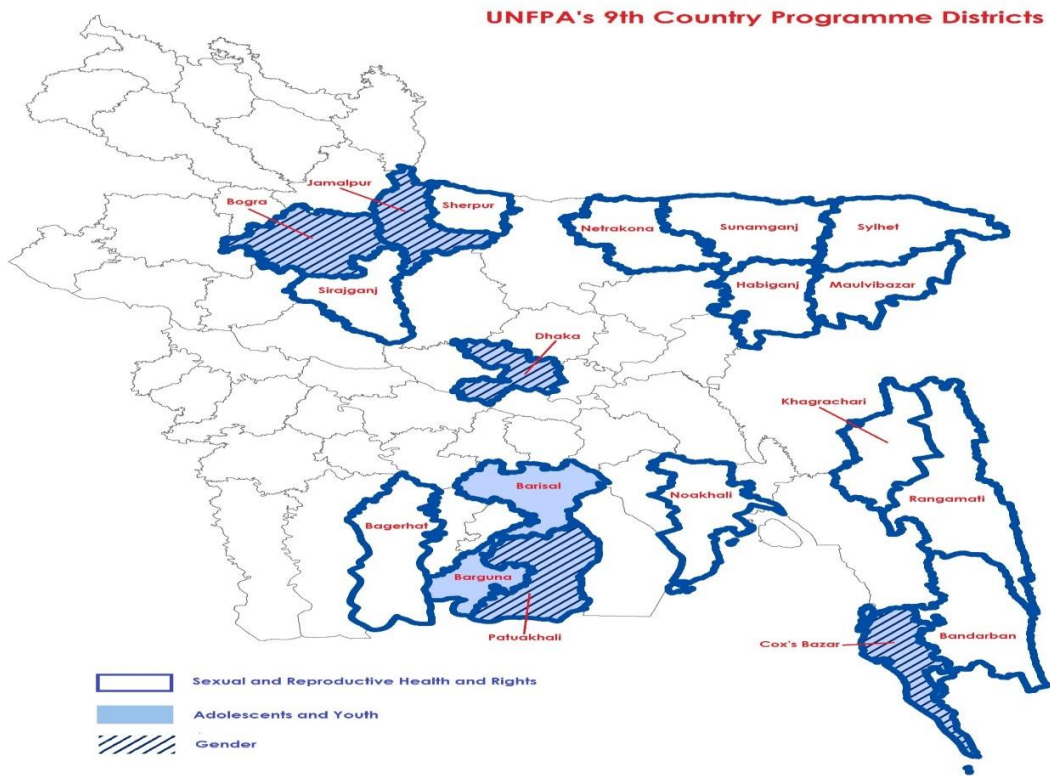 UNFPA's 9th Country Programme Districts
Jamalpur
Bogra
Sherpur
Netrakona
Sunamganj
Sylhet
Sirajganj
Habiganj
Maulvibazar
Dhaka
Khagrachari
Barisal
Noakhali
Rangamati
Bagerhat
Barguna
Patuakhali
Cox's Bazar
Bandarban
Sexual and Reproductive Health and Rights
Adolescents and Youth
Gender